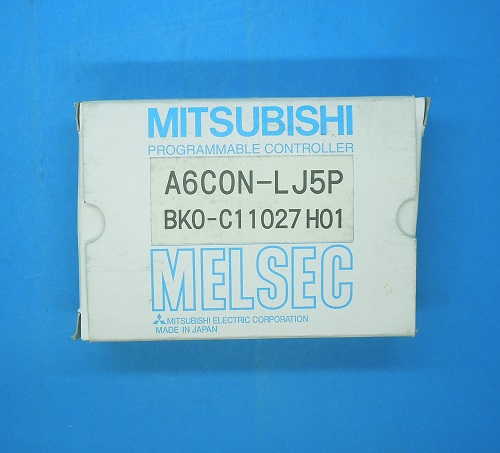 MITSUBISHI
PROGRAMMABLE CONTROLLER
A6CON-LJ5P
BKO-C11027H01
MELSEC
MITSUBISHI ELECTRIC CORPORATION
MADE IN JAPAN